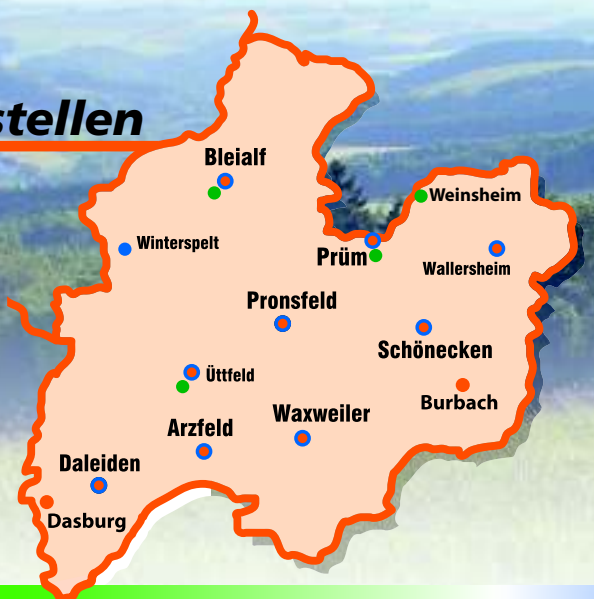 stellen
Bleialf
Weinsheim
Winterspelt
Prüm
Wallersheim
Pronsfeld
Schönecken
Üttfeld
Burbach
Waxweiler
Arzfeld
Daleiden
Dasburg